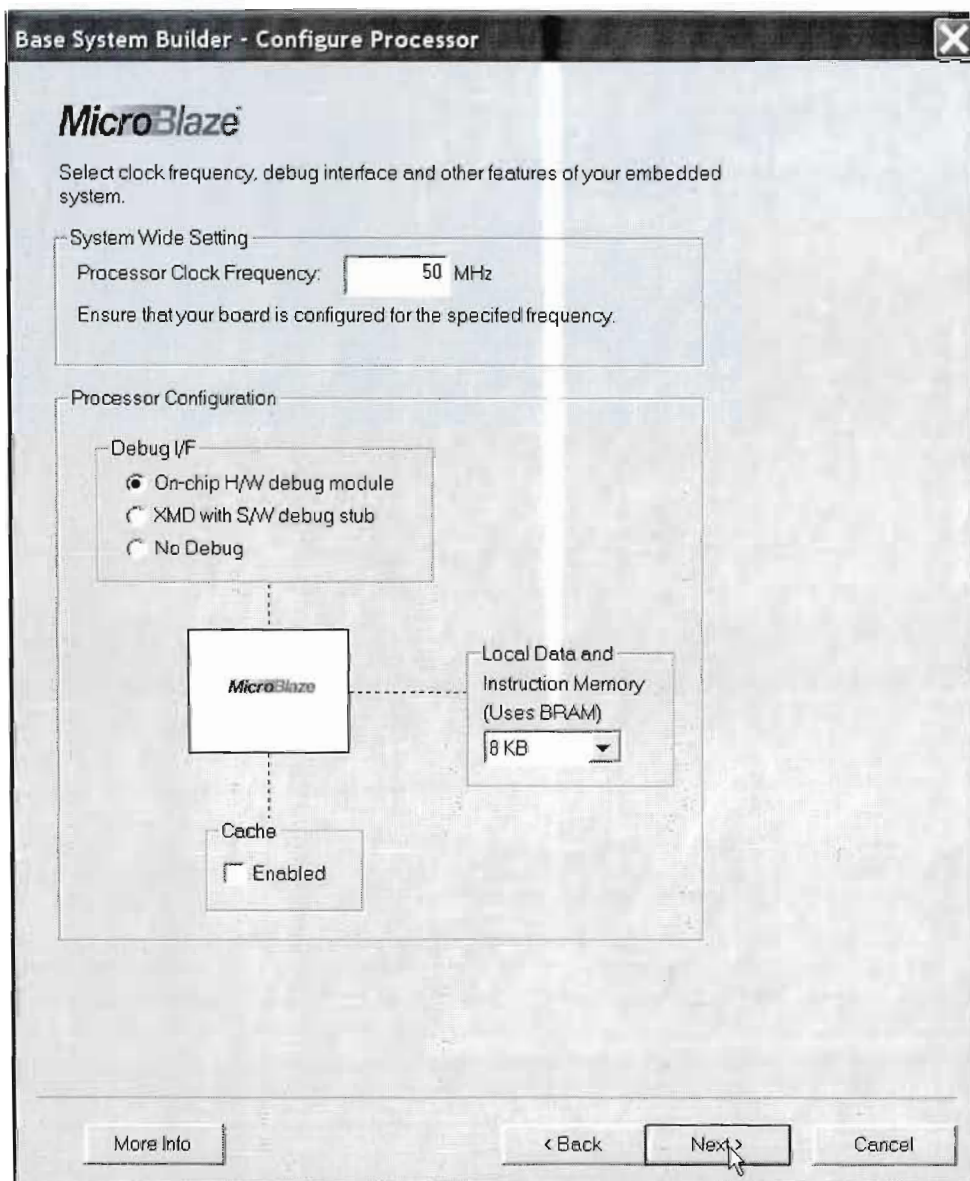 Base System Builder - Configure Processor
MicroBlaze
Select clock frequency, debug interface and other features of your embedded
system.
System Wide Setting
Processor Clock Frequency:
50 MHz
Ensure that your board is configured for the specifed frequency.
Processor Configuration
Debug I/F
On-chip H/W debug module
XMD with S/W debug stub
No Debug
MicroBlaze
Local Data and
Instruction Memory
(Uses BRAM)
8 KB
Cache
Enabled
More Info
< Back
Next >
Cancel